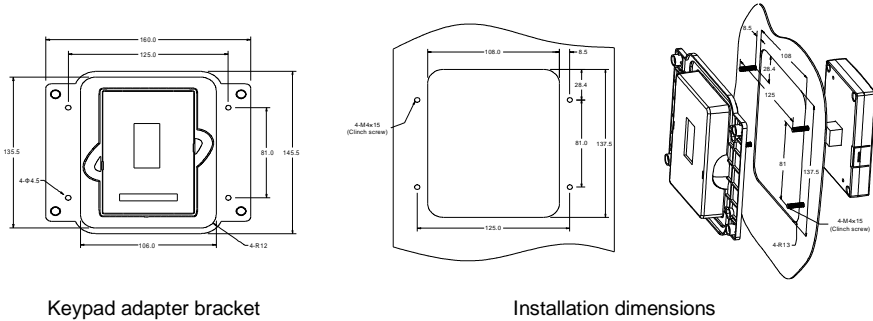 160.0
125.0
135.5
81.0
145.5
4-Φ4.5
106.0
4-R12
Keypad adapter bracket
108.0
8.5
28.4
4-M4x15
(Clinch screw)
81.0
137.5
125.0
8.5
108
28.4
125
81
137.5
4-M4x15
(Clinch screw)
4-R13
Installation dimensions